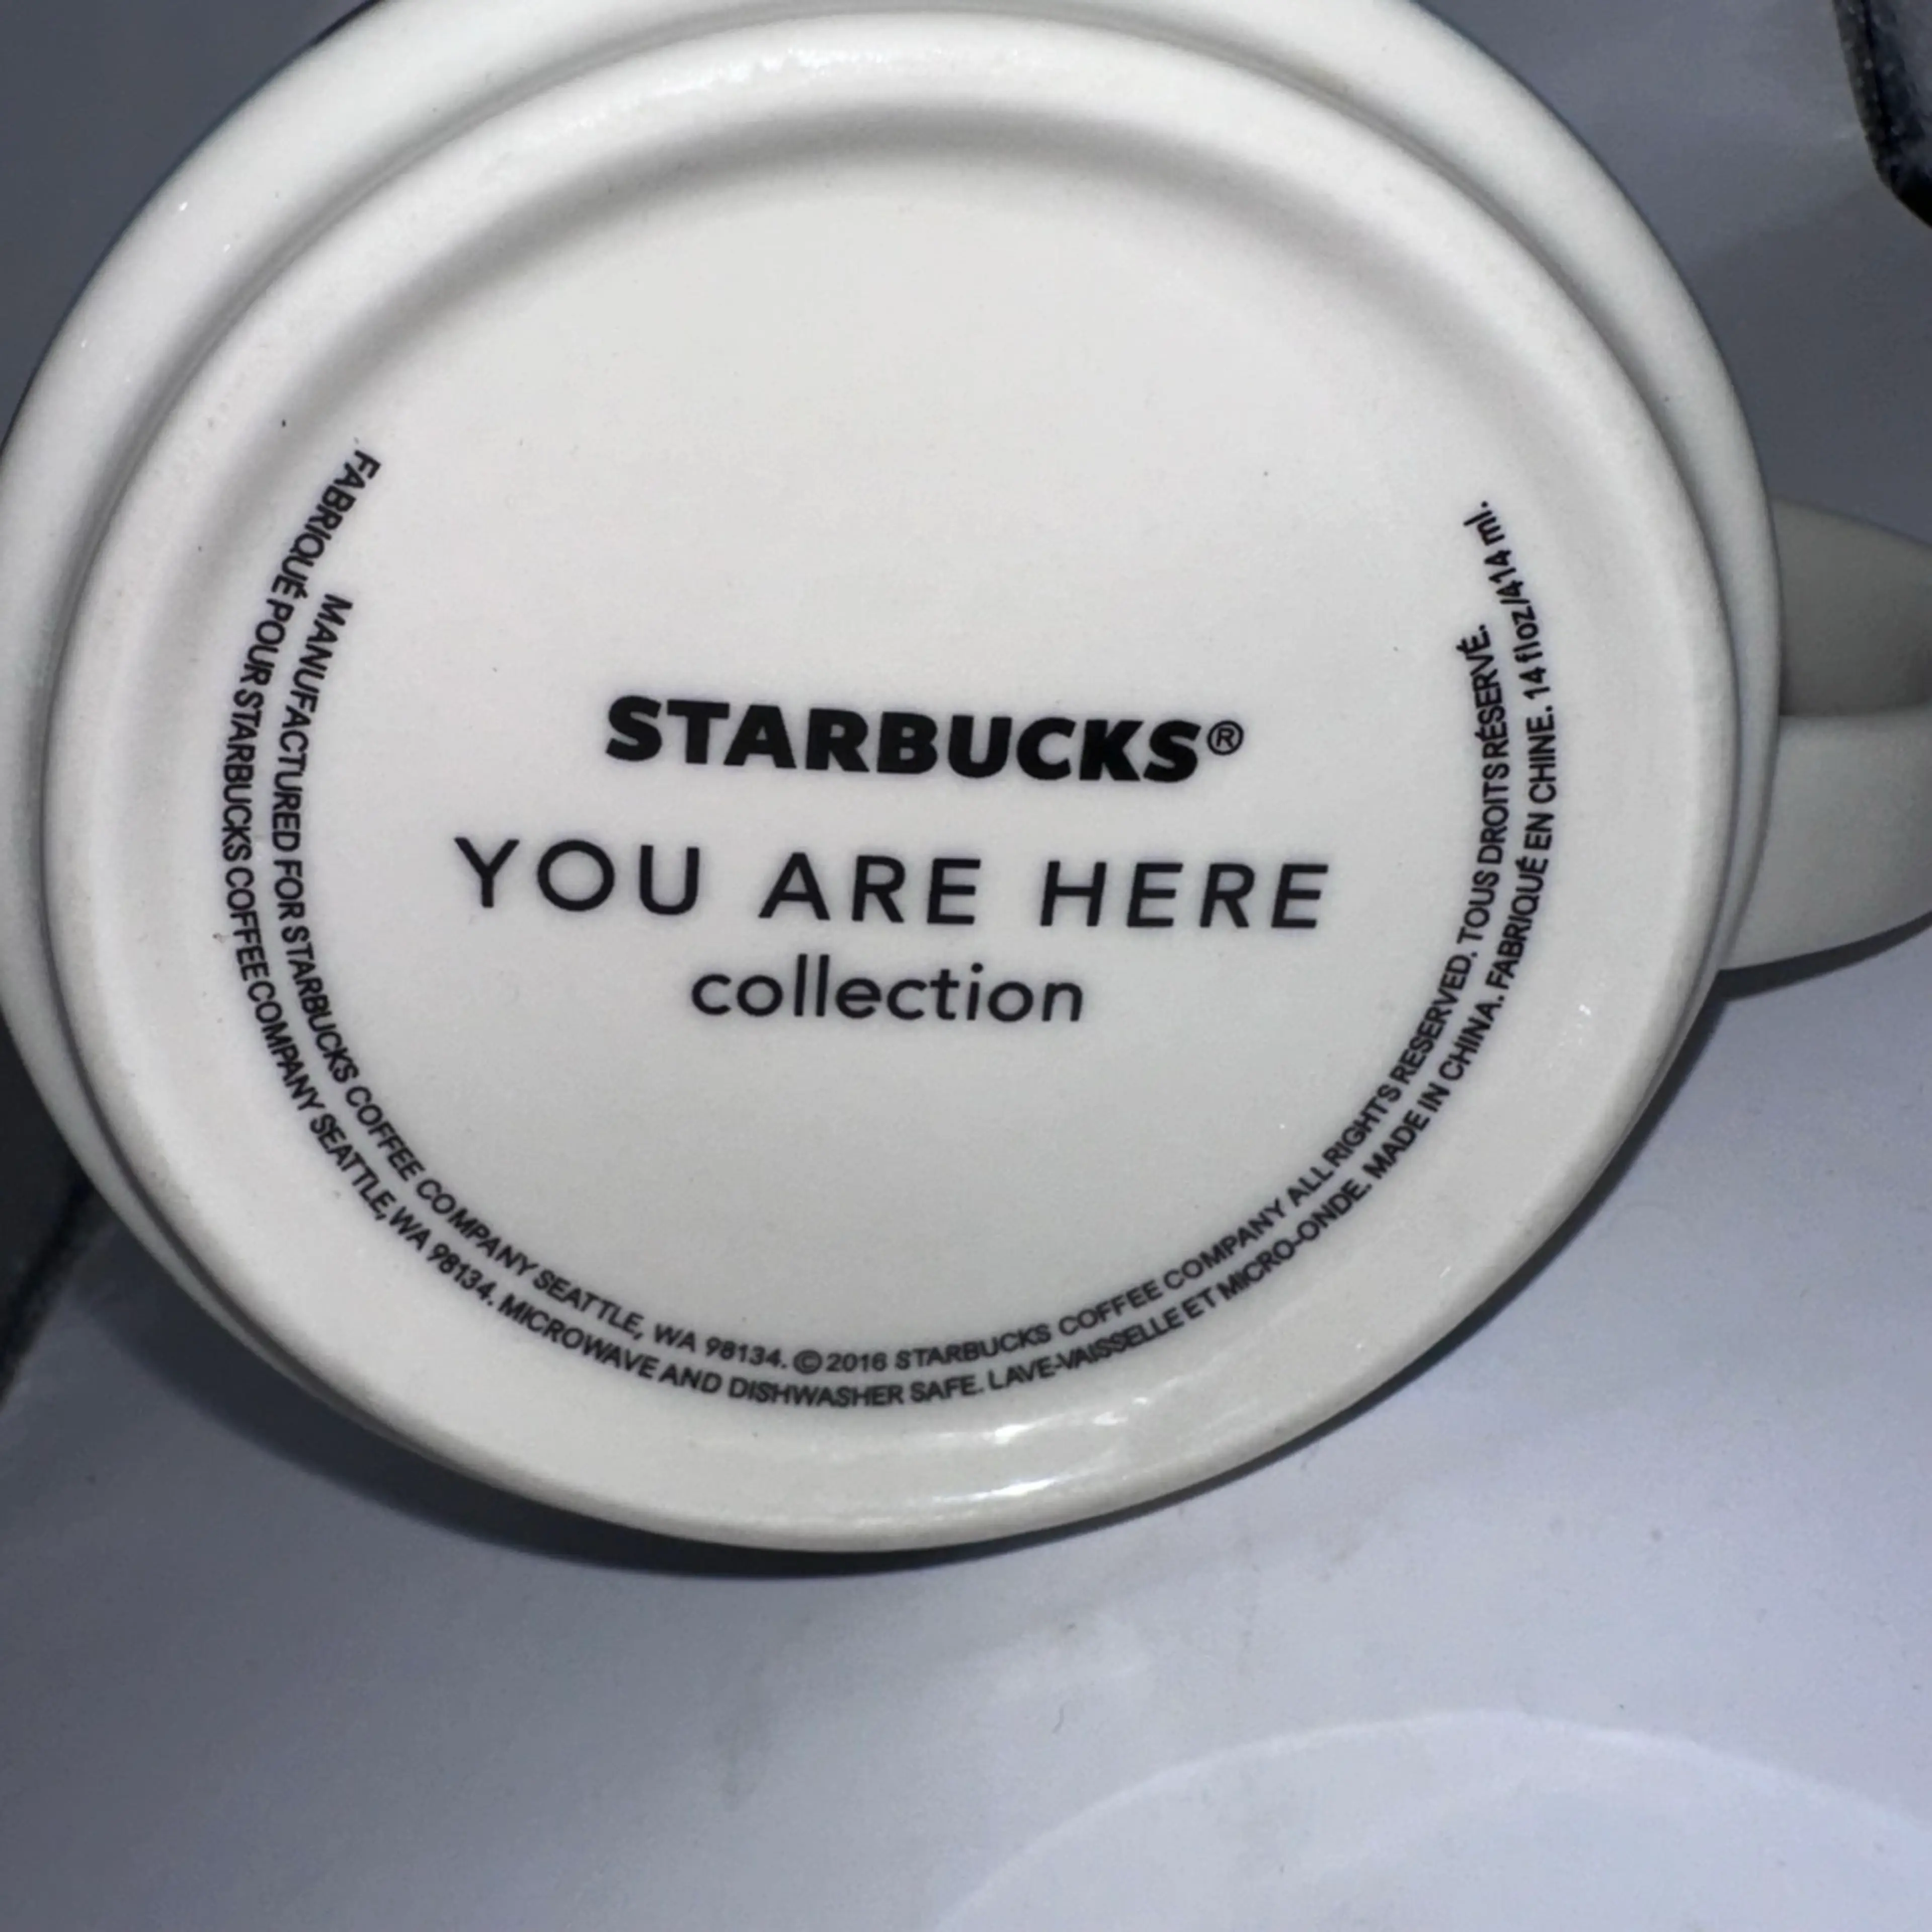 STARBUCKS®
YOU ARE HERE
collection
MANUFACTURED FOR STARBUCKS COFFEE COMPANY SEATTLE, WA 98134. © 2016 STARBUCKS COFFEE COMPANY ALL RIGHTS RESERVED. TOUS DROITS RÉSERVÉ.
FABRIQUÉ POUR STARBUCKS COFFEE COMPANY SEATTLE, WA 98134. MICROWAVE AND DISHWASHER SAFE. LAVE-VAISSELLE ET MICRO-ONDE. MADE IN CHINA. FABRIQUÉ EN CHINE. 14 fl oz/414 ml.